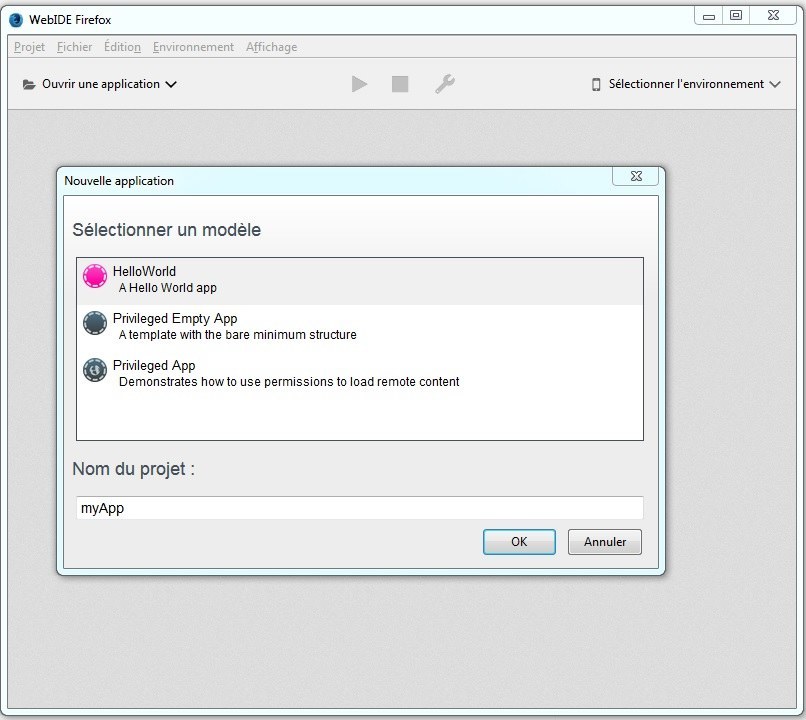 WebIDE Firefox
Projet Fichier Édition Environnement Affichage
Ouvrir une application Sélectionner l'environnement
Nouvelle application
Sélectionner un modèle
HelloWorld
A Hello World app
Privileged Empty App
A template with the bare minimum structure
Privileged App
Demonstrates how to use permissions to load remote content
Nom du projet :
myApp
OK Annuler